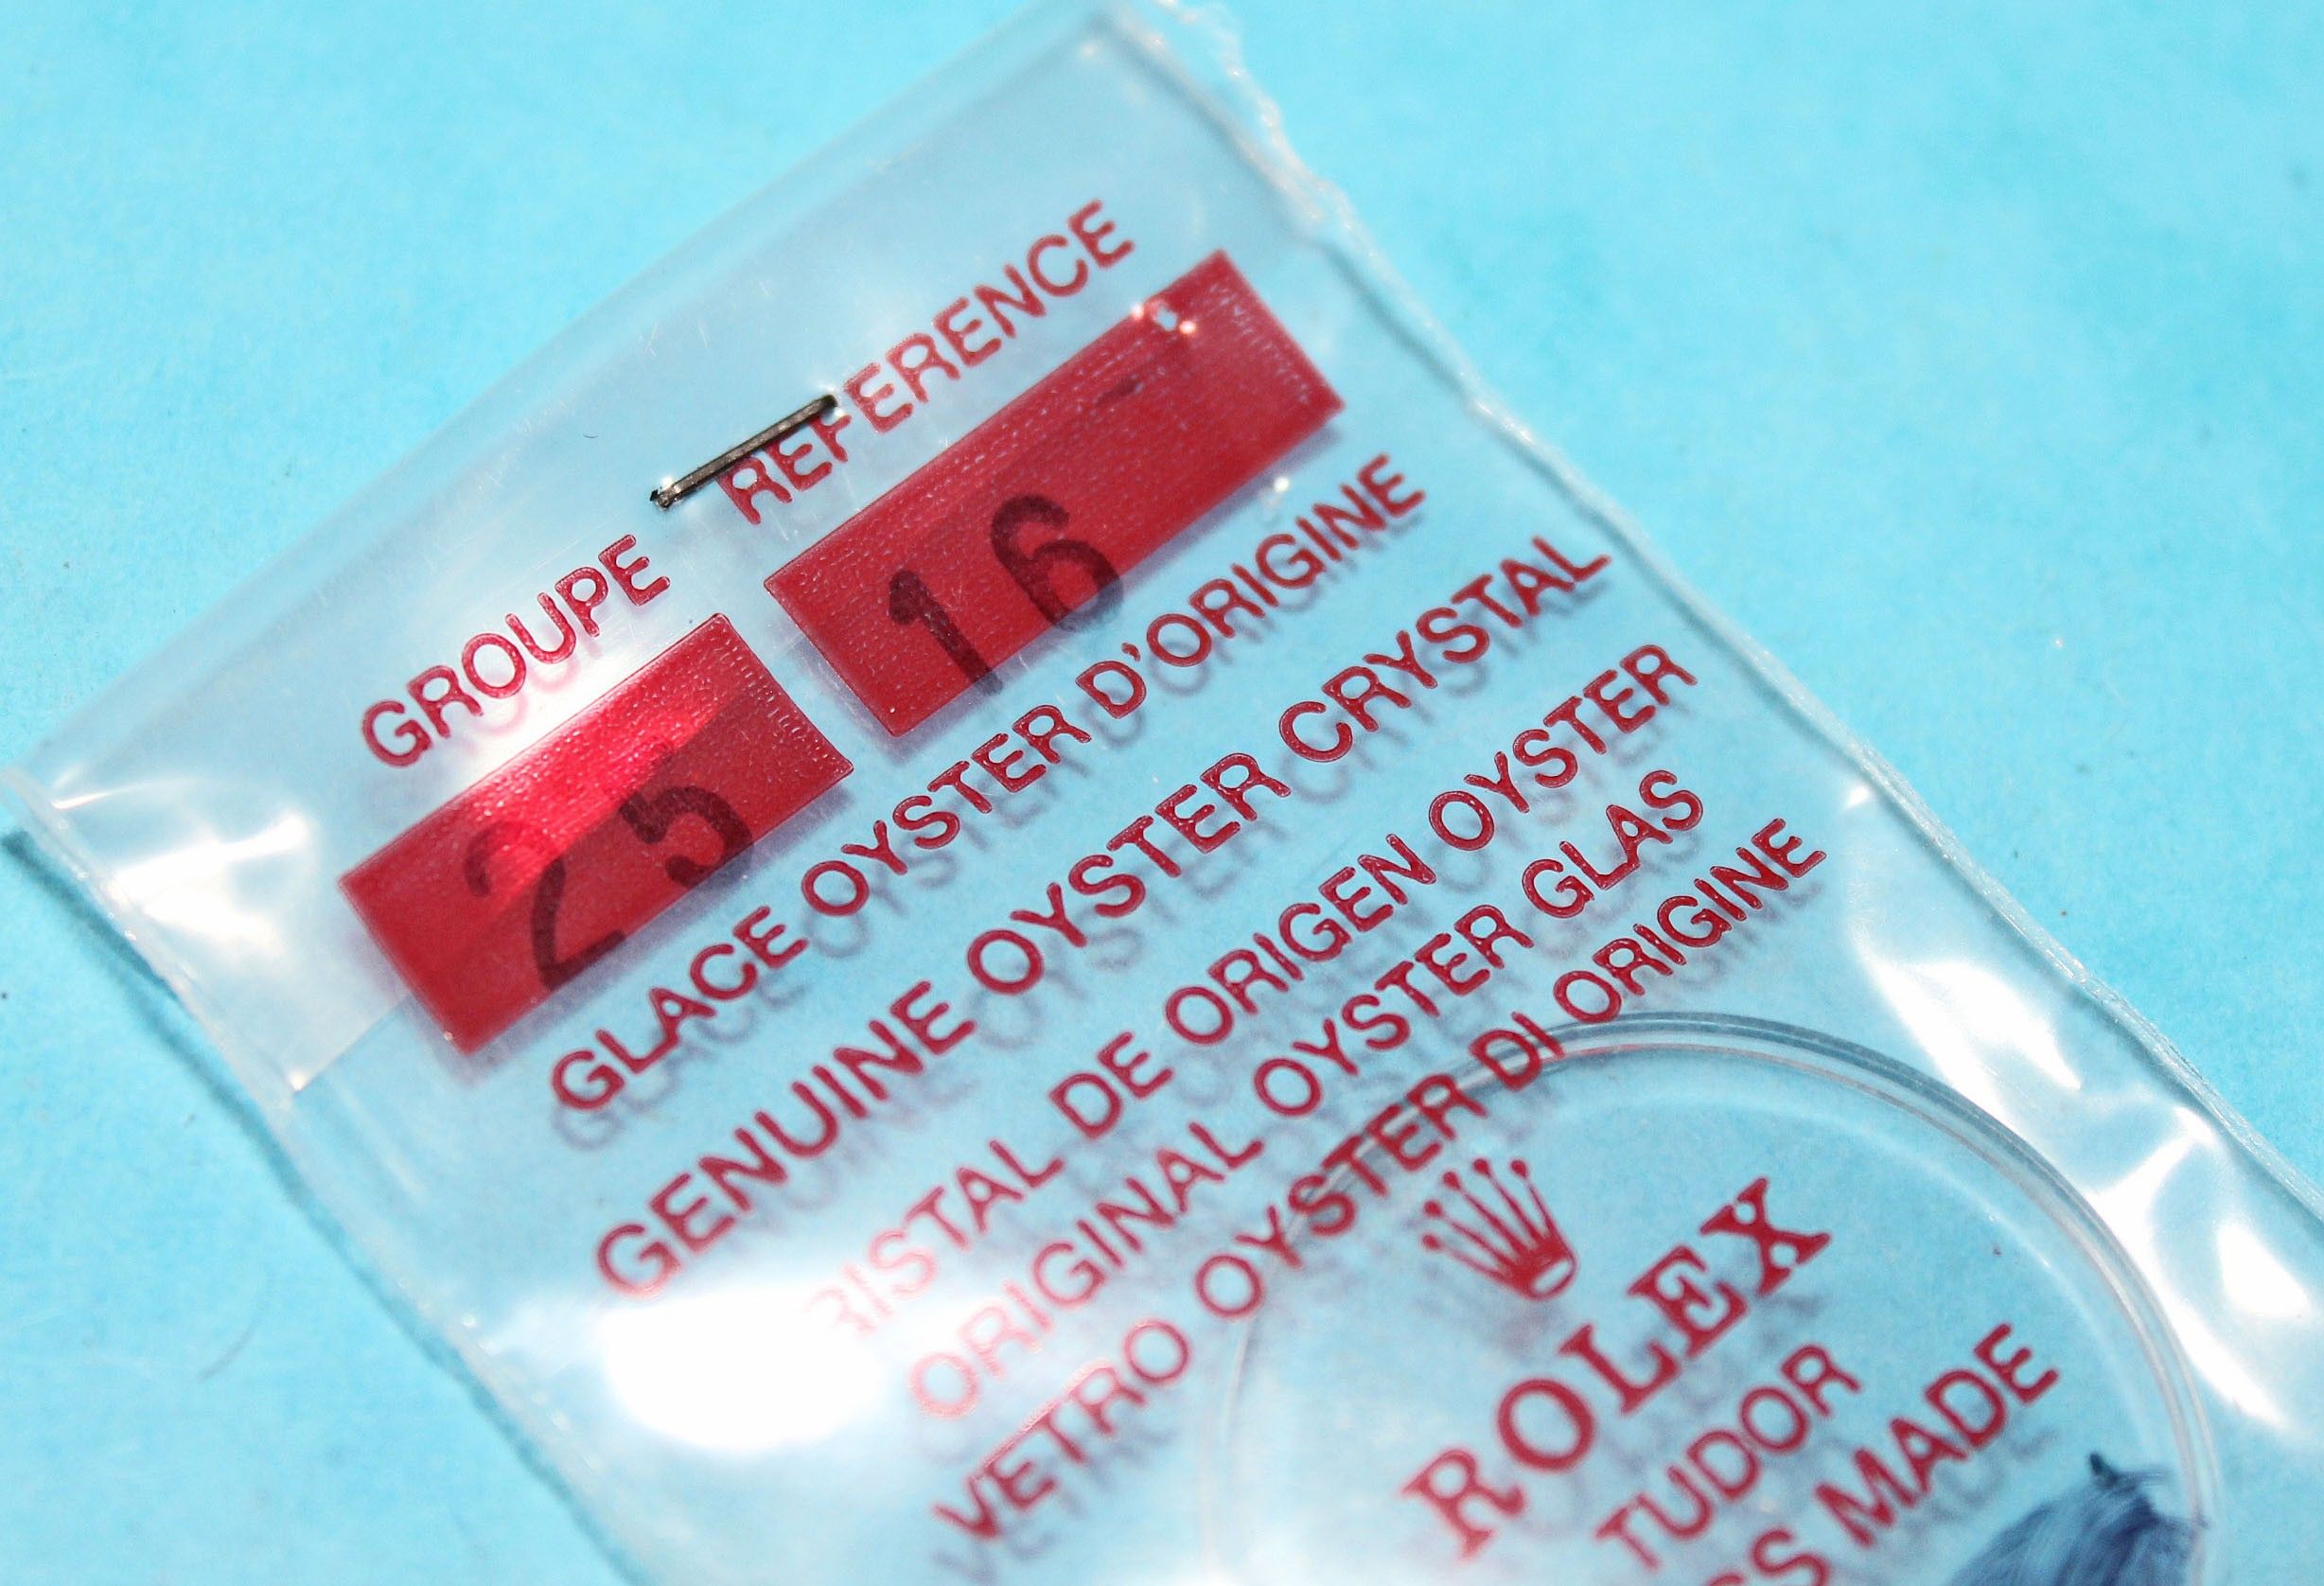 GROUPE REFERENCE
25 16
GLACE OYSTER D'ORIGINE
GENUINE OYSTER CRYSTAL
RISTAL DE ORIGEN OYSTER
ORIGINAL OYSTER GLAS
VETRO OYSTER DI ORIGINE
ROLEX
TUDOR
SS MADE